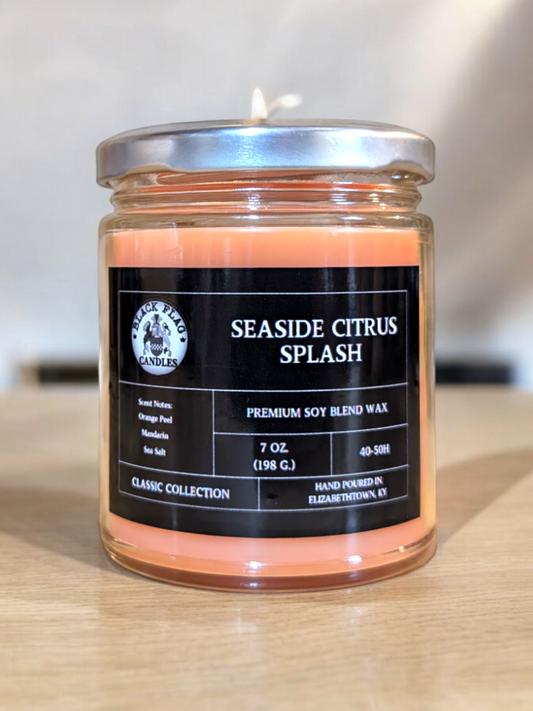 BLACK FLAG
CANDLES
SEASIDE CITRUS
SPLASH
Scent Notes:
Orange Peel
Mandarin
Sea Salt
PREMIUM SOY BLEND WAX
7 OZ.
(198 G.)
40-50H
CLASSIC COLLECTION
HAND POURED IN
ELIZABETHTOWN, KY